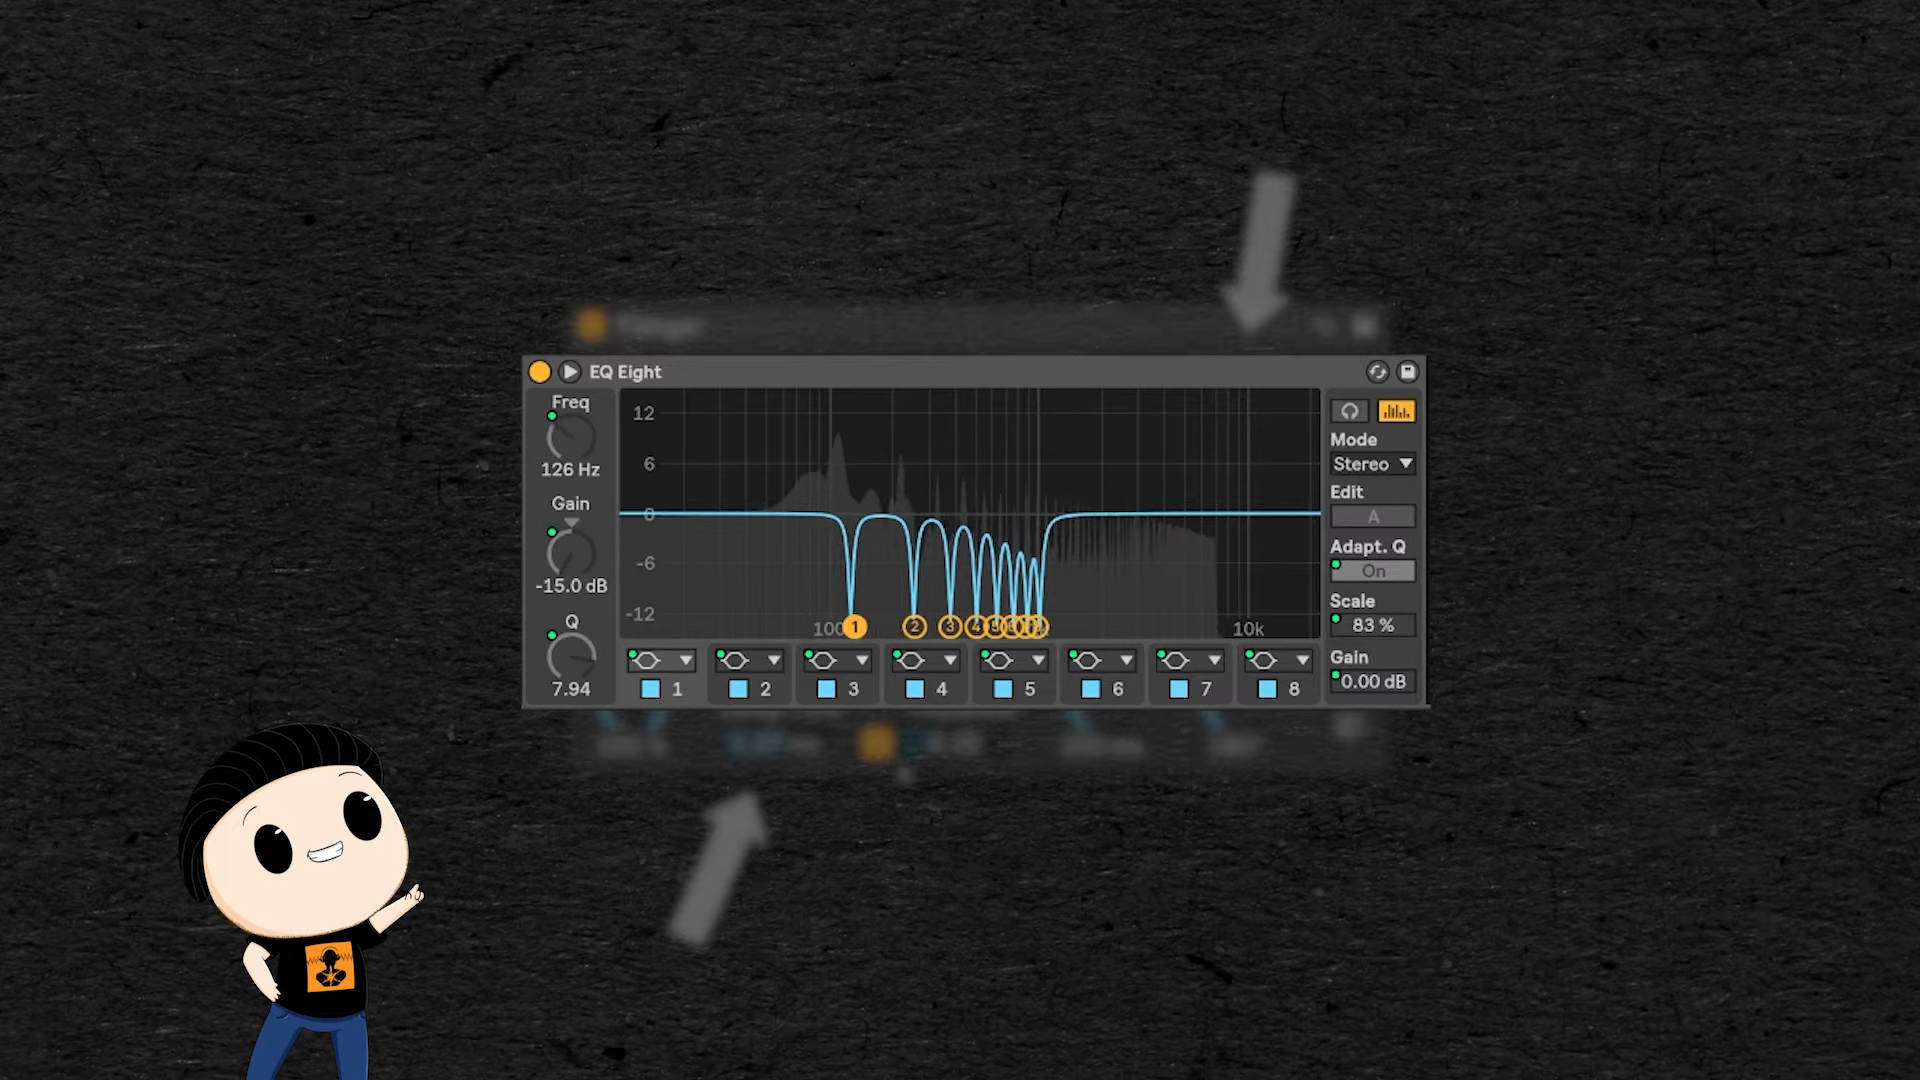 EQ Eight
Freq
126 Hz
Gain
-15.0 dB
Q
7.94
12
6
0
-6
-12
100
10k
1 2 3 4 5
1 2 3 4 5 6 7 8
Mode
Stereo
Edit
A
Adapt. Q
On
Scale
83 %
Gain
0.00 dB